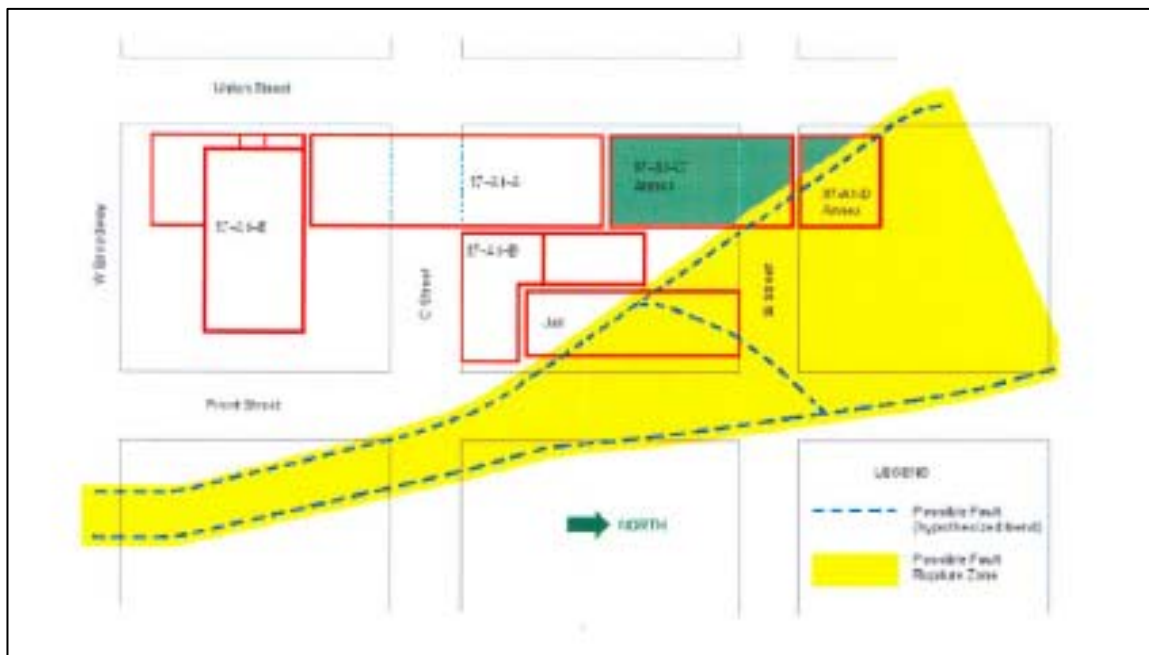 Union Street
Annex
Annex
W Broadway
C Street
B Street
Jail
Front Street
LEGEND
Possible Fault
(hypothesized trend)
NORTH
Possible Fault
Rupture Zone